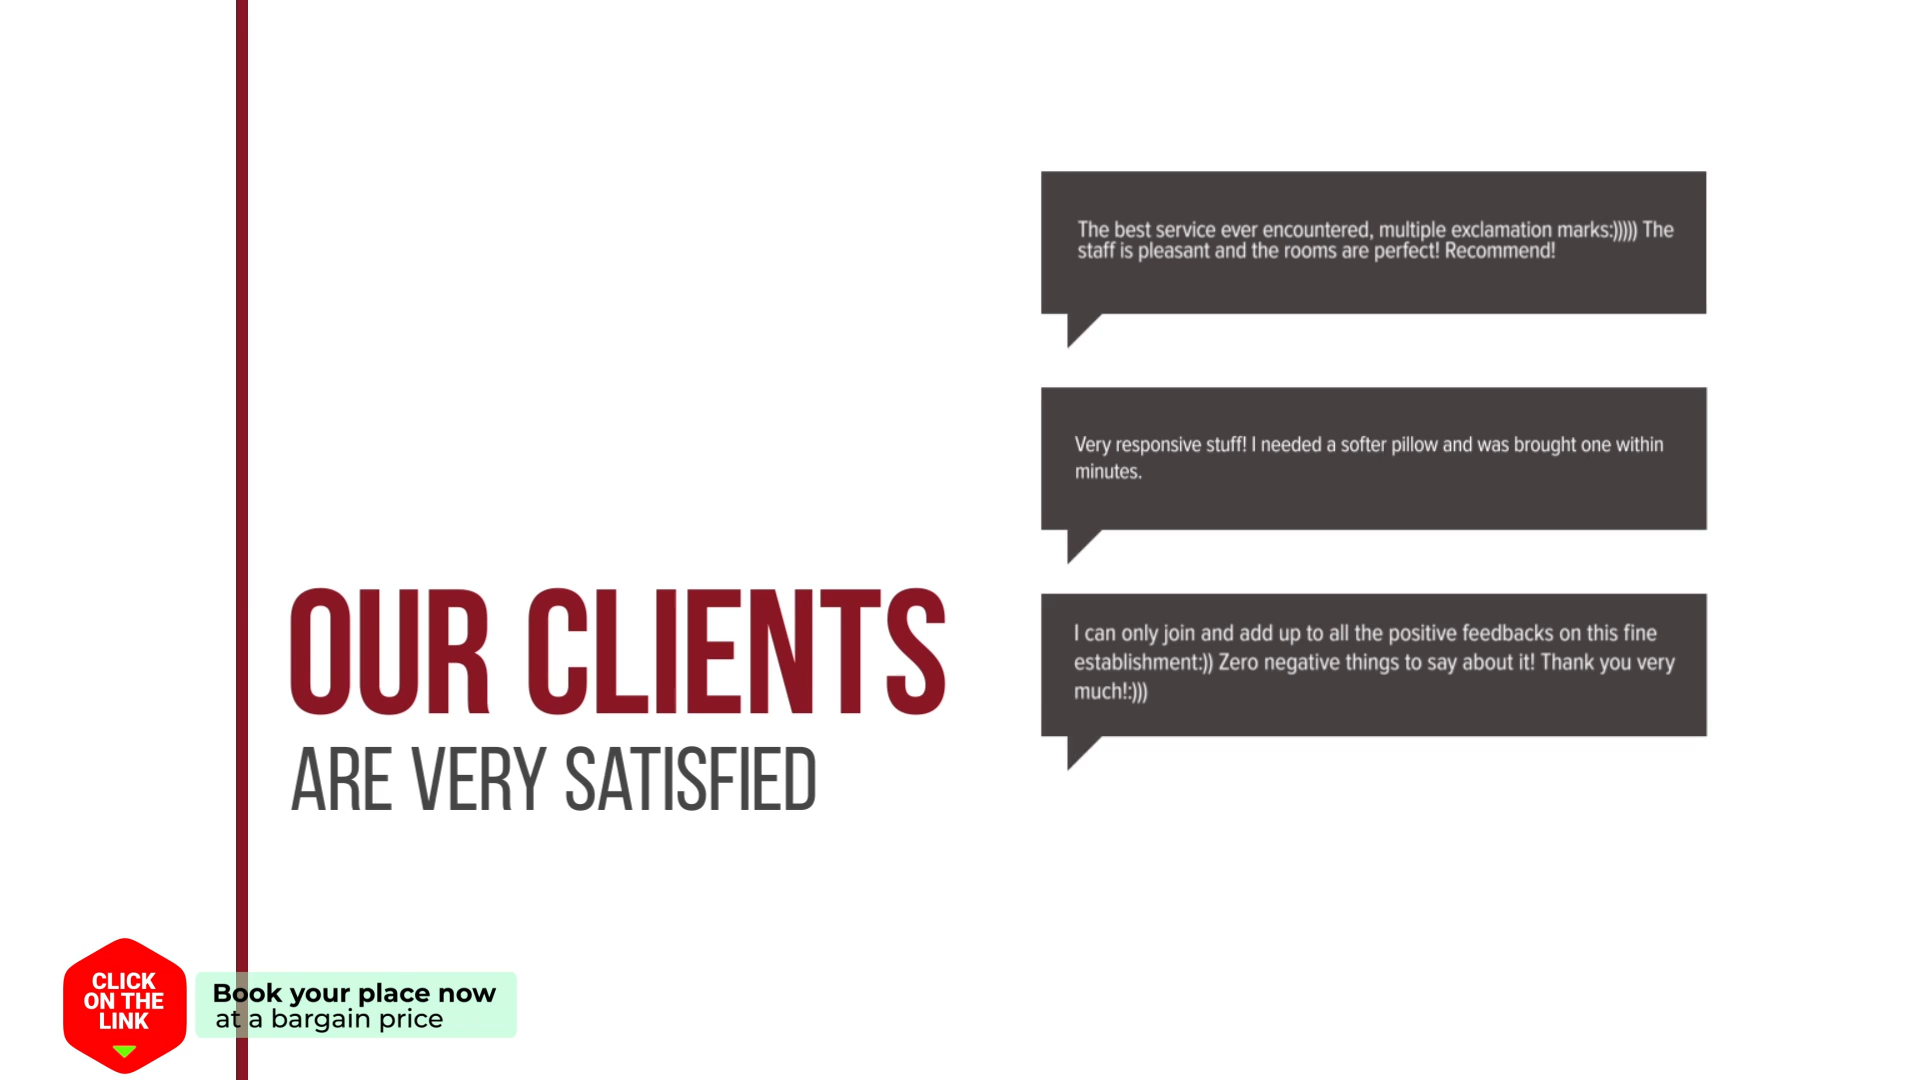 The best service ever encountered, multiple exclamation marks:))))) The
staff is pleasant and the rooms are perfect! Recommend!
Very responsive stuff! I needed a softer pillow and was brought one within
minutes.
I can only join and add up to all the positive feedbacks on this fine
establishment:)) Zero negative things to say about it! Thank you very
much!:)))
OUR CLIENTS
ARE VERY SATISFIED
CLICK
ON THE
LINK
Book your place now
at a bargain price